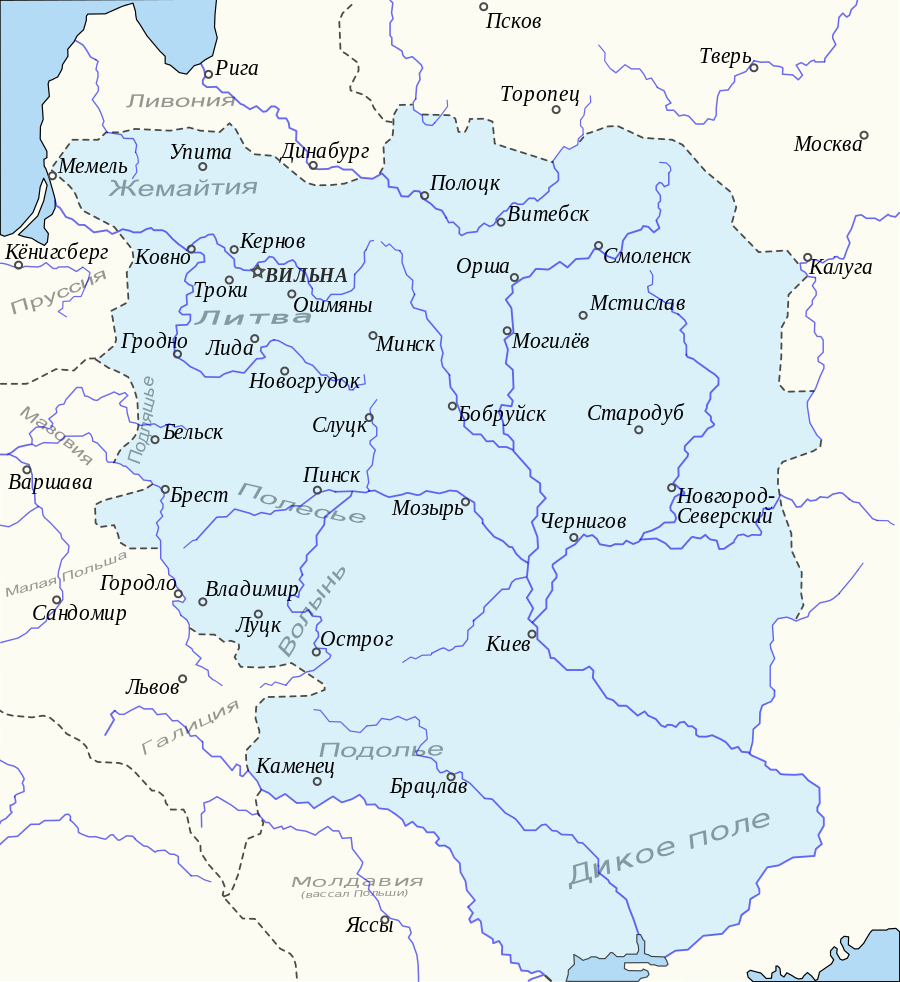 Псков
Тверь
Рига
Торопец
Ливония
Москва
Упита
Динабург
Мемель
Жемайтия
Полоцк
Витебск
Кёнигсберг
Ковно
Кернов
Смоленск
Калуга
Орша
ВИЛЬНА
Пруссия
Троки
Ошмяны
Мстислав
Литва
Гродно
Лида
Минск
Могилёв
Новогрудок
Подляшье
Мазовия
Слуцк
Бобруйск
Стародуб
Бельск
Варшава
Пинск
Брест
Полесье
Мозырь
Новгород-
Северский
Чернигов
Малая Польша
Городло
Владимир
Сандомир
Луцк
Волынь
Острог
Киев
Львов
Галиция
Подолье
Каменец
Брацлав
Дикое поле
Молдавия
(вассал Польши)
Яссы